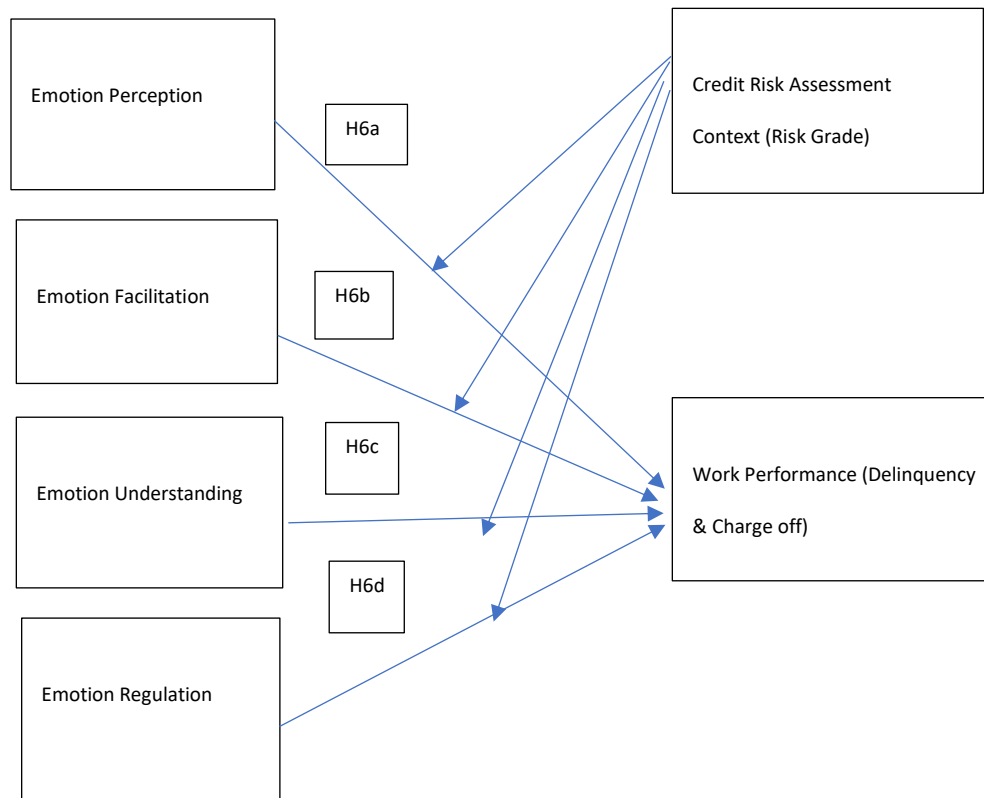 Emotion Perception
H6a
Credit Risk Assessment
Context (Risk Grade)
Emotion Facilitation
H6b
Emotion Understanding
H6c
Work Performance (Delinquency
& Charge off)
H6d
Emotion Regulation